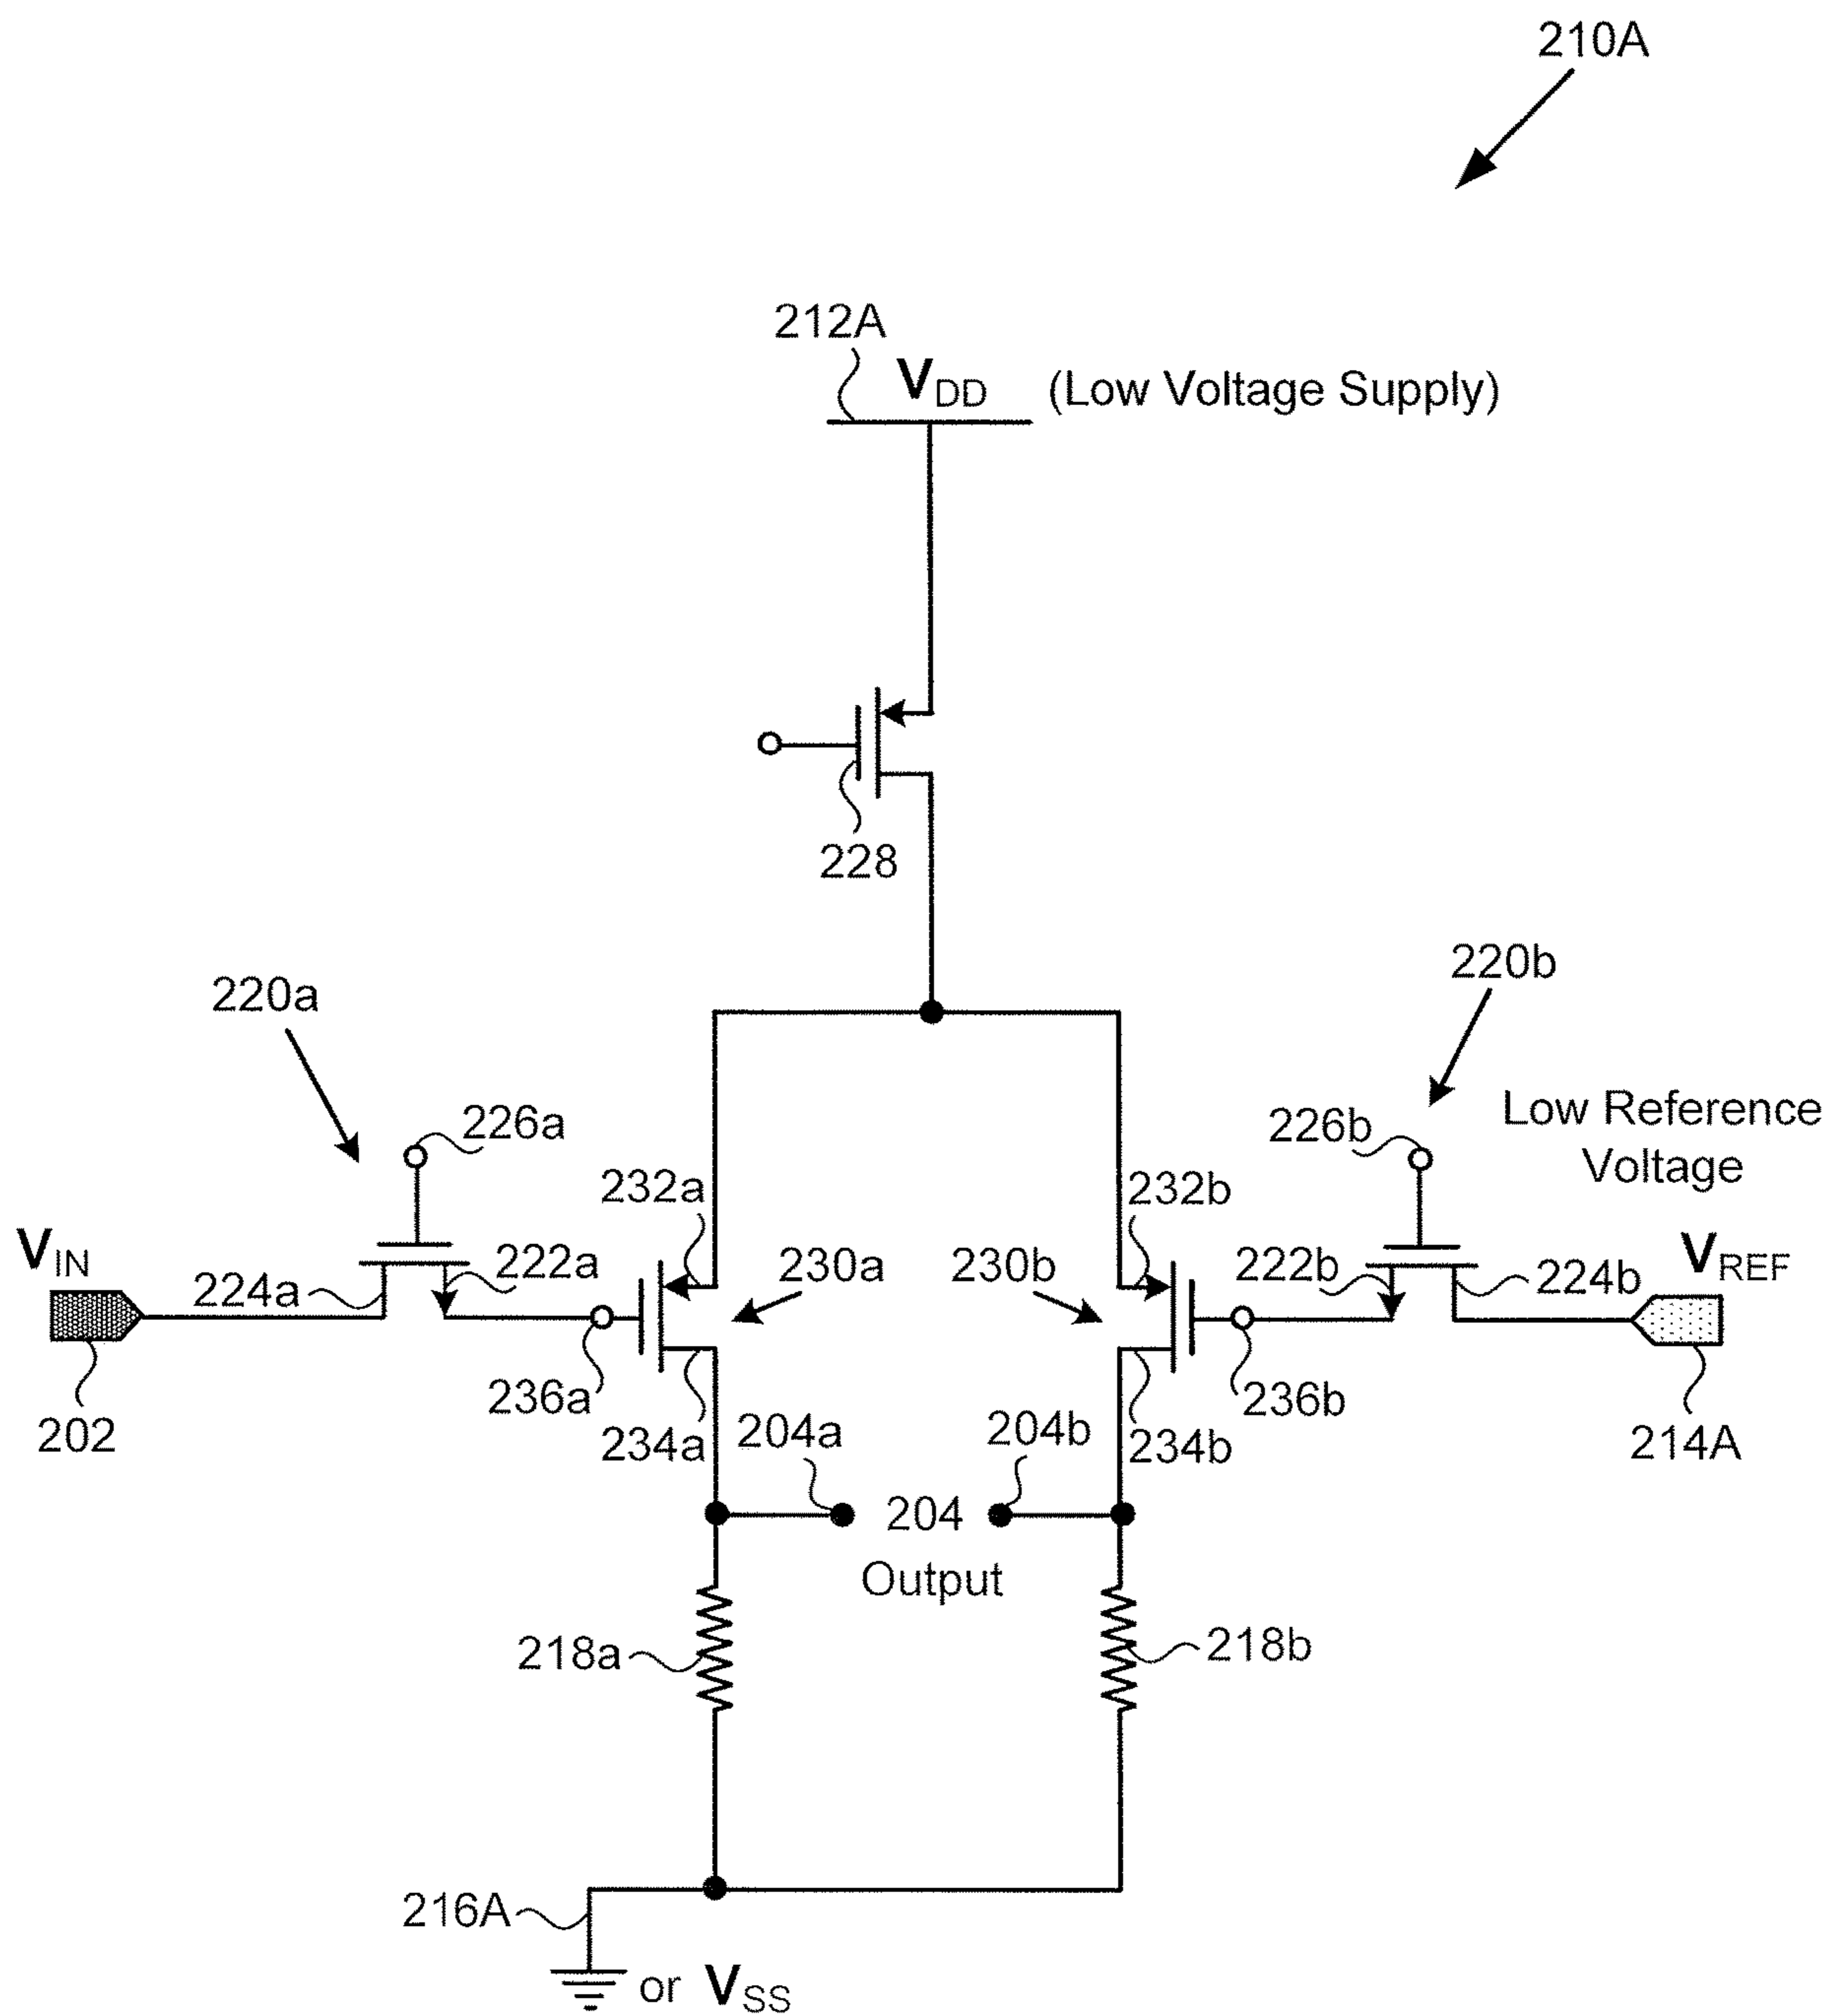 210A
212A
VDD (Low Voltage Supply)
228
220a
220b
226a
226b
Low Reference
Voltage
232a
232b
VIN
224a
222a
230a
230b
222b
224b
VREF
202
236a
234a
204a
204b
234b
236b
214A
204
Output
218a
218b
216A
or VSS